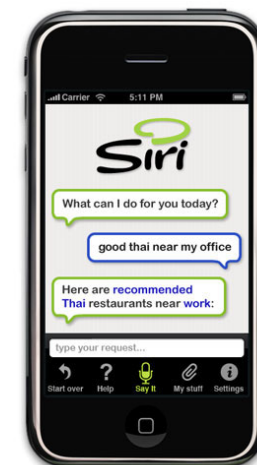 Carrier 5:11 PM
Siri
What can I do for you today?
good thai near my office
Here are recommended
Thai restaurants near work:
type your request...
Start over Help Say It My stuff Settings